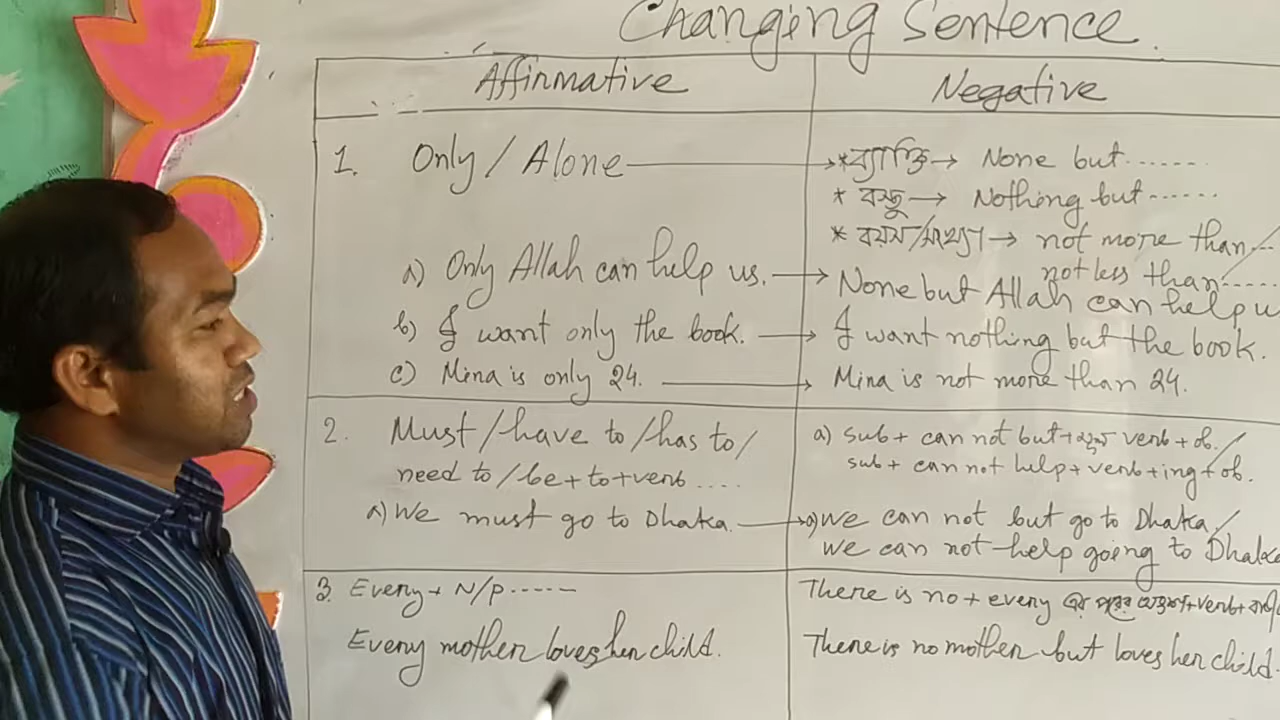 Changing Sentence.
Affirmative
Negative
1. Only / Alone
→ * ব্যাক্তি → None but.......
* বস্তু → Nothing but ------
* বয়স/সংখ্যা → not more than/...
not less than-----
a) Only Allah can help us. → None but Allah can help u
b) I want only the book. → I want nothing but the book.
c) Mina is only 24. → Mina is not more than 24.
2. Must / have to / has to /
need to / be + to + verb ....
a) sub + can not but + verb + ob. /
sub + can not help + verb + ing + ob.
a) We must go to Dhaka. → a) we can not but go to Dhaka /
we can not help going to Dhaka
3. Every + N/P -----
There is no + every এর পরের + verb +
Every mother loves her child.
There is no mother but loves her child.